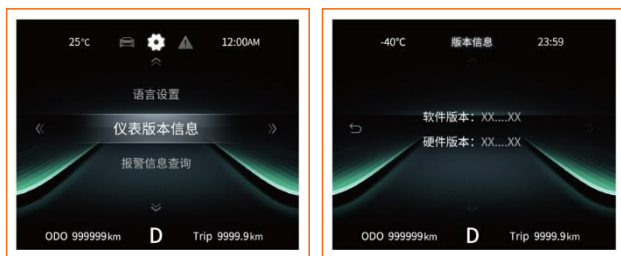 25°C 12:00AM
语言设置
仪表版本信息
报警信息查询
ODO 999999km D Trip 9999.9km
-40°C 版本信息 23:59
软件版本：XX....XX
硬件版本：XX....XX
ODO 999999km D Trip 9999.9km